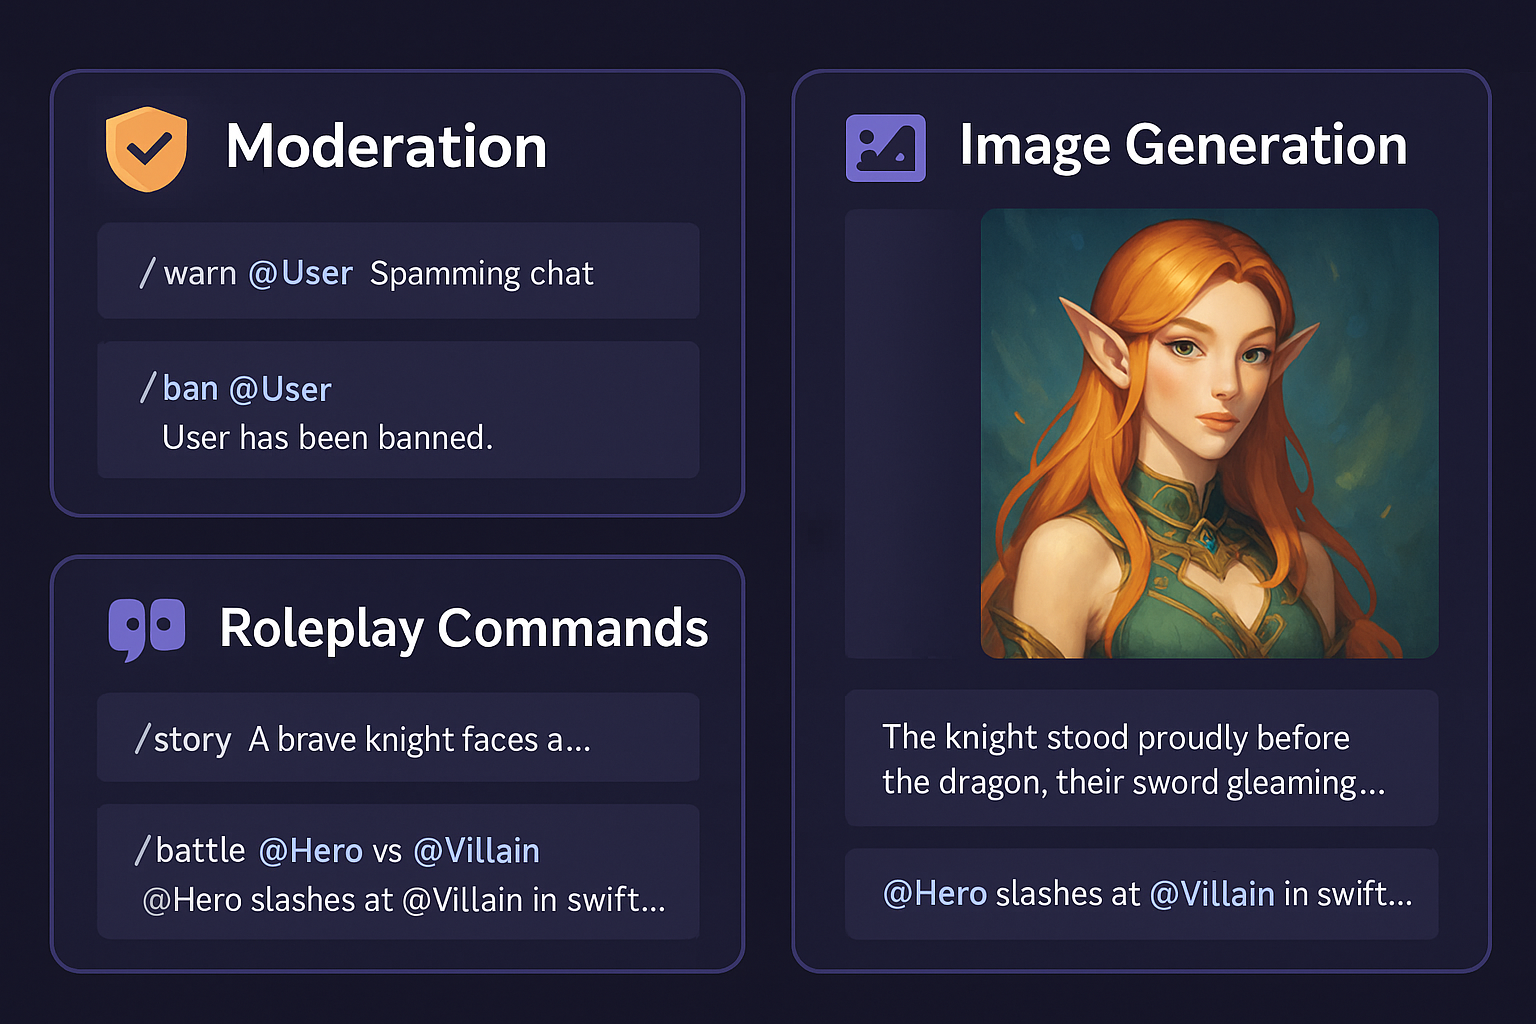 Moderation
/warn @User Spamming chat
/ban @User
User has been banned.
Roleplay Commands
/story A brave knight faces a...
/battle @Hero vs @Villain
@Hero slashes at @Villain in swift...
Image Generation
The knight stood proudly before
the dragon, their sword gleaming...
@Hero slashes at @Villain in swift...